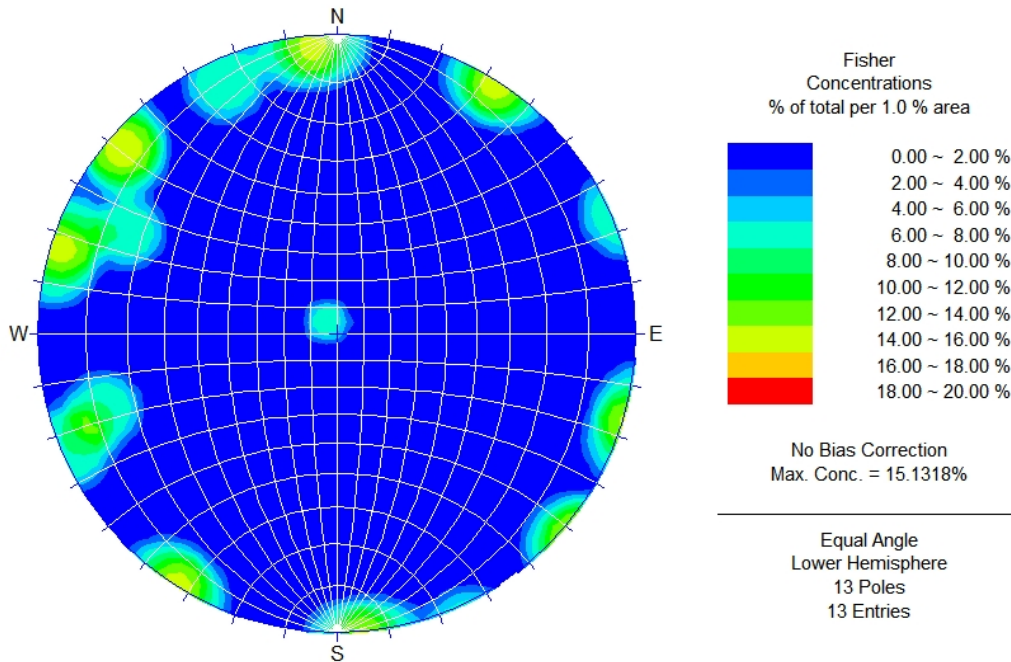 N
W
E
S
Fisher
Concentrations
% of total per 1.0 % area
0.00 ~ 2.00 %
2.00 ~ 4.00 %
4.00 ~ 6.00 %
6.00 ~ 8.00 %
8.00 ~ 10.00 %
10.00 ~ 12.00 %
12.00 ~ 14.00 %
14.00 ~ 16.00 %
16.00 ~ 18.00 %
18.00 ~ 20.00 %
No Bias Correction
Max. Conc. = 15.1318%
Equal Angle
Lower Hemisphere
13 Poles
13 Entries